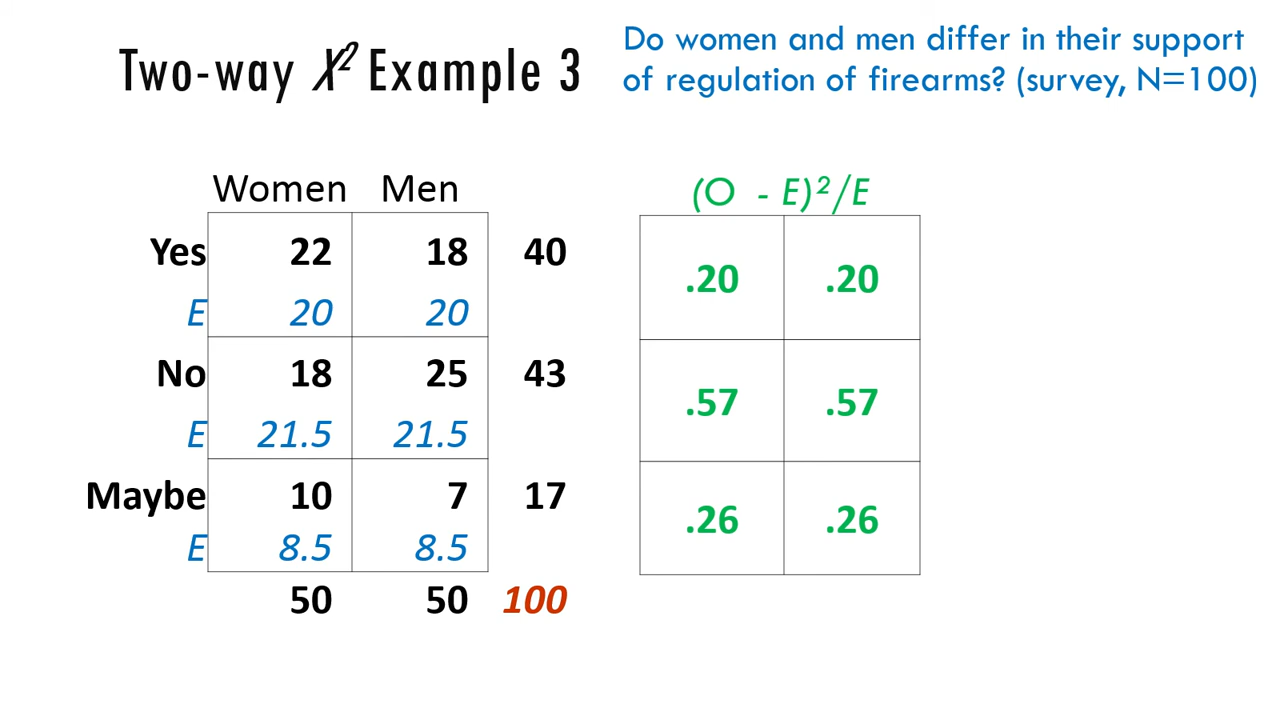 Two-way X² Example 3
Do women and men differ in their support
of regulation of firearms? (survey, N=100)
Women Men
Yes 22 18 40
E 20 20
No 18 25 43
E 21.5 21.5
Maybe 10 7 17
E 8.5 8.5
50 50 100
(O - E)²/E
.20 .20
.57 .57
.26 .26